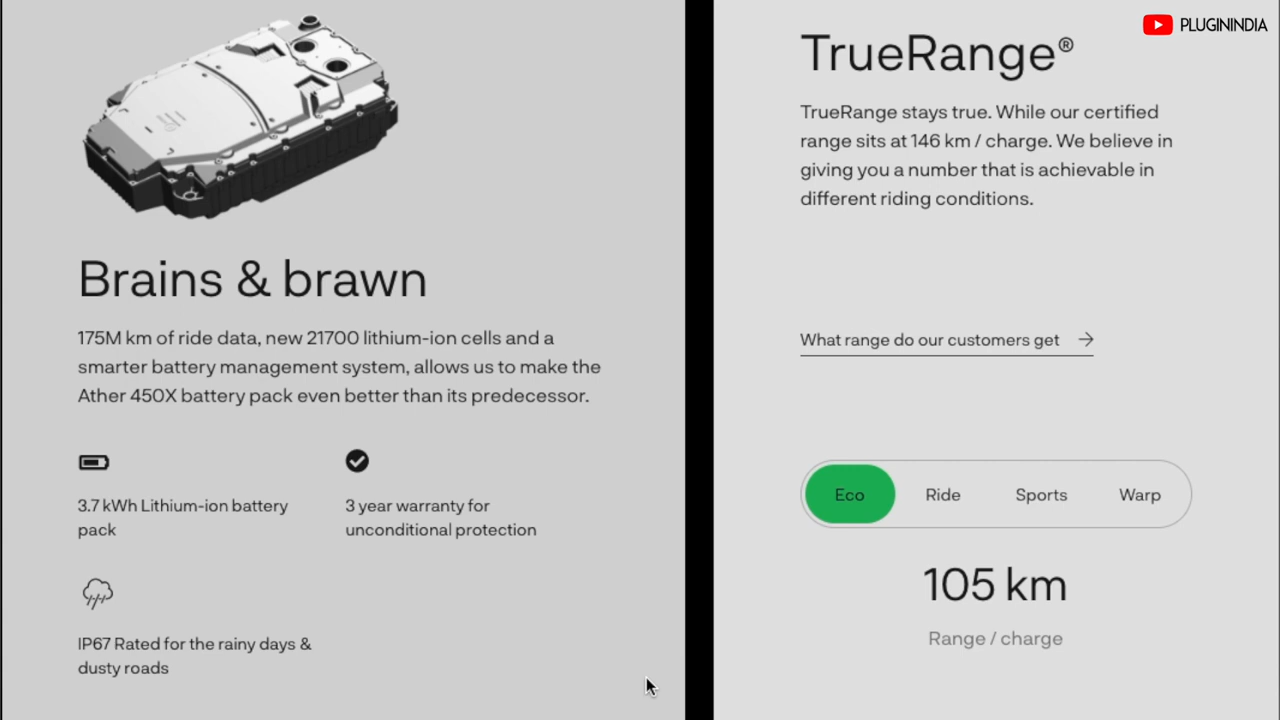 PLUGININDIA
Brains & brawn
175M km of ride data, new 21700 lithium-ion cells and a
smarter battery management system, allows us to make the
Ather 450X battery pack even better than its predecessor.
3.7 kWh Lithium-ion battery
pack
3 year warranty for
unconditional protection
IP67 Rated for the rainy days &
dusty roads
TrueRange®
TrueRange stays true. While our certified
range sits at 146 km / charge. We believe in
giving you a number that is achievable in
different riding conditions.
What range do our customers get →
Eco Ride Sports Warp
105 km
Range / charge